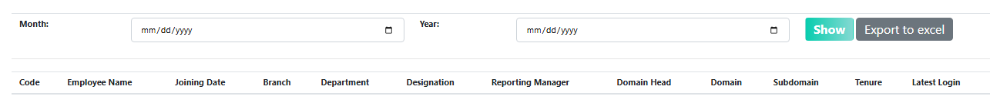 Month: mm/dd/yyyy Year: mm/dd/yyyy Show Export to excel
Code Employee Name Joining Date Branch Department Designation Reporting Manager Domain Head Domain Subdomain Tenure Latest Login